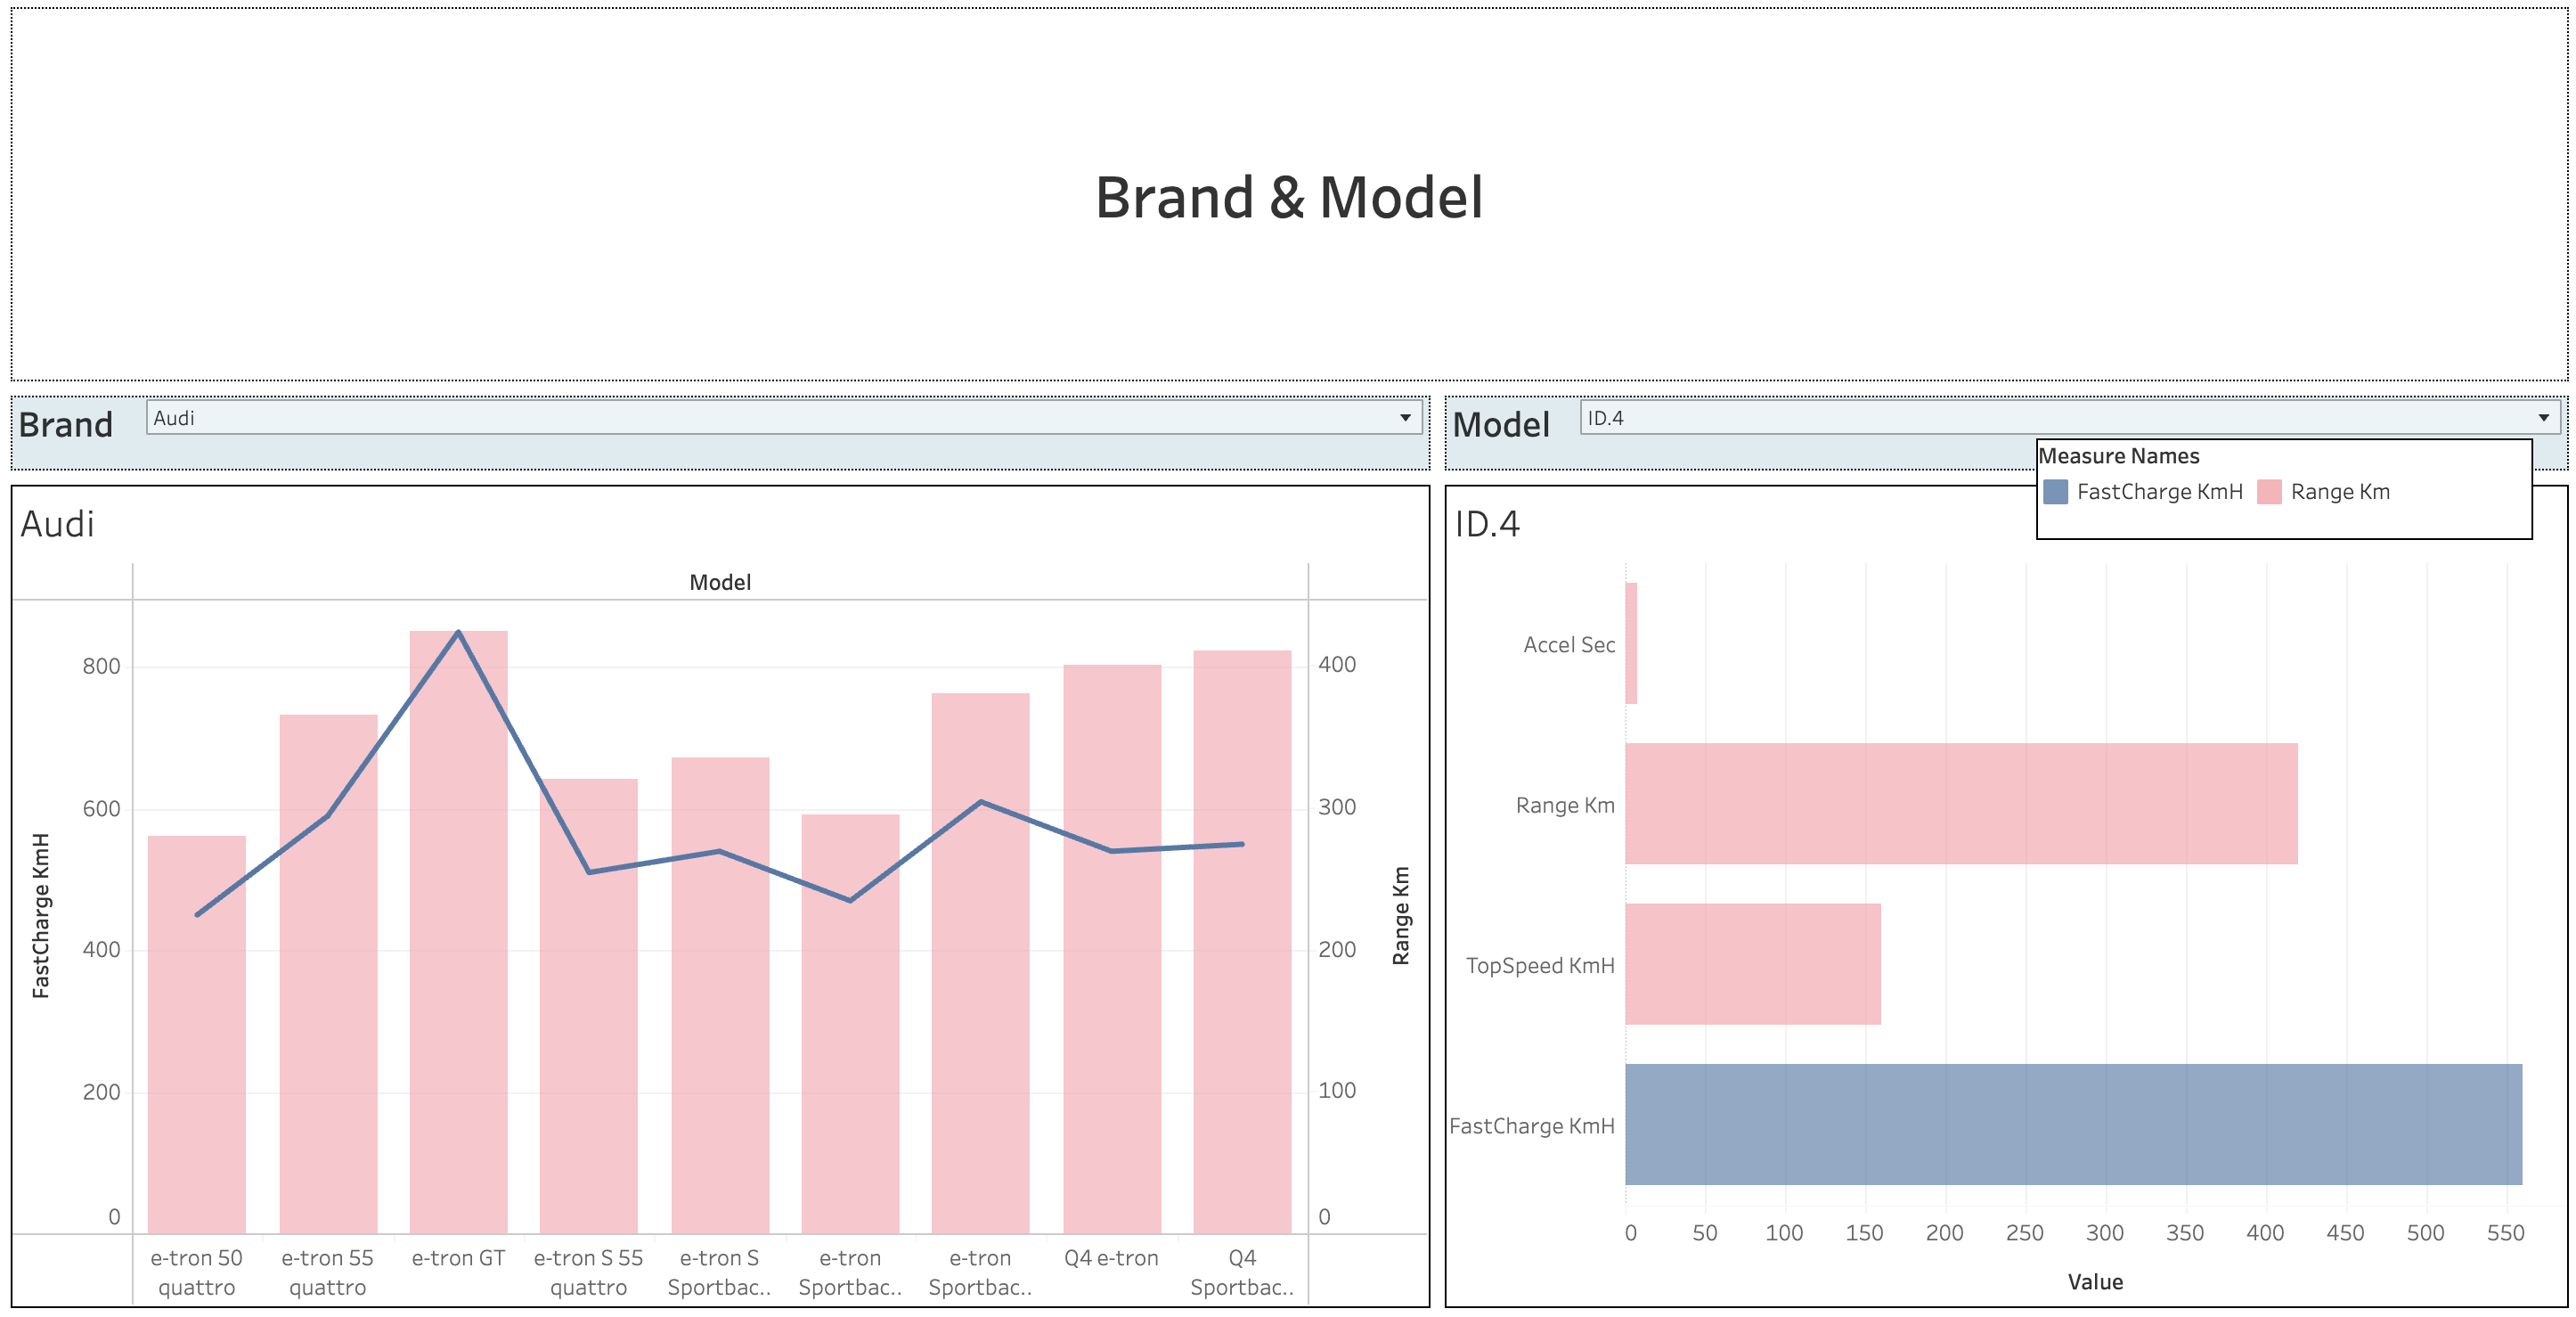 Brand & Model
Brand
Audi
Model
ID.4
Measure Names
FastCharge KmH
Range Km
Audi
Model
FastCharge KmH
800
600
400
200
0
Range Km
400
300
200
100
0
e-tron 50
quattro
e-tron 55
quattro
e-tron GT
e-tron S 55
quattro
e-tron S
Sportbac..
e-tron
Sportbac..
e-tron
Sportbac..
Q4 e-tron
Q4
Sportbac..
ID.4
Accel Sec
Range Km
TopSpeed KmH
FastCharge KmH
0 50 100 150 200 250 300 350 400 450 500 550
Value